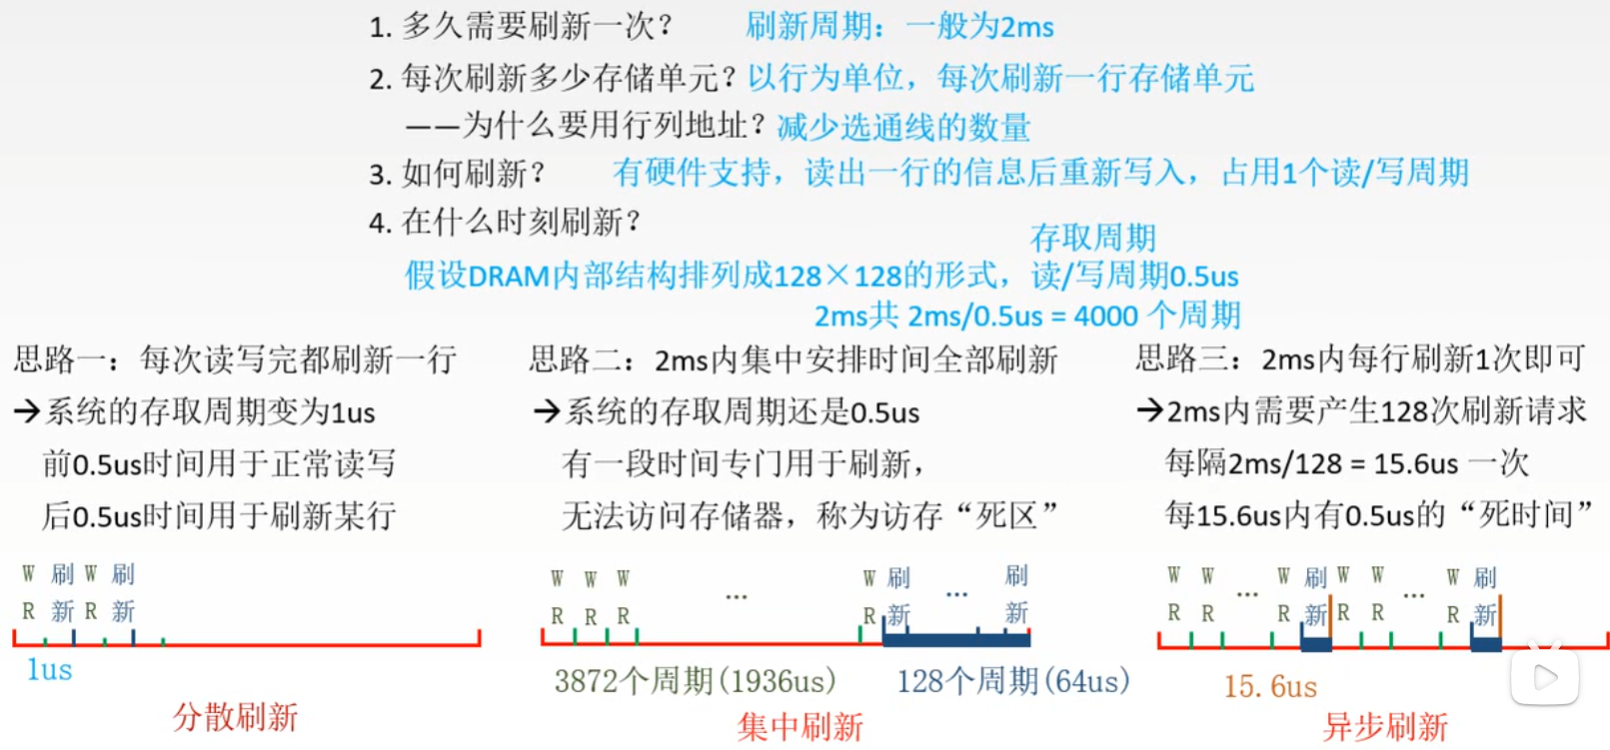 1. 多久需要刷新一次？ 刷新周期：一般为2ms
2. 每次刷新多少存储单元？以行为单位，每次刷新一行存储单元
——为什么要用行列地址？减少选通线的数量
3. 如何刷新？ 有硬件支持，读出一行的信息后重新写入，占用1个读/写周期
4. 在什么时刻刷新？
存取周期
假设DRAM内部结构排列成128×128的形式，读/写周期0.5us
2ms共 2ms/0.5us = 4000 个周期
思路一：每次读写完都刷新一行
→系统的存取周期变为1us
前0.5us时间用于正常读写
后0.5us时间用于刷新某行
W 刷 W 刷
R 新 R 新
1us
分散刷新
思路二：2ms内集中安排时间全部刷新
→系统的存取周期还是0.5us
有一段时间专门用于刷新，
无法访问存储器，称为访存“死区”
W W W ... W 刷 ... 刷
R R R R 新 新
3872个周期(1936us) 128个周期(64us)
集中刷新
思路三：2ms内每行刷新1次即可
→2ms内需要产生128次刷新请求
每隔2ms/128 = 15.6us 一次
每15.6us内有0.5us的“死时间”
W W ... W 刷 W W ... W 刷
R R R 新 R R R 新
15.6us
异步刷新